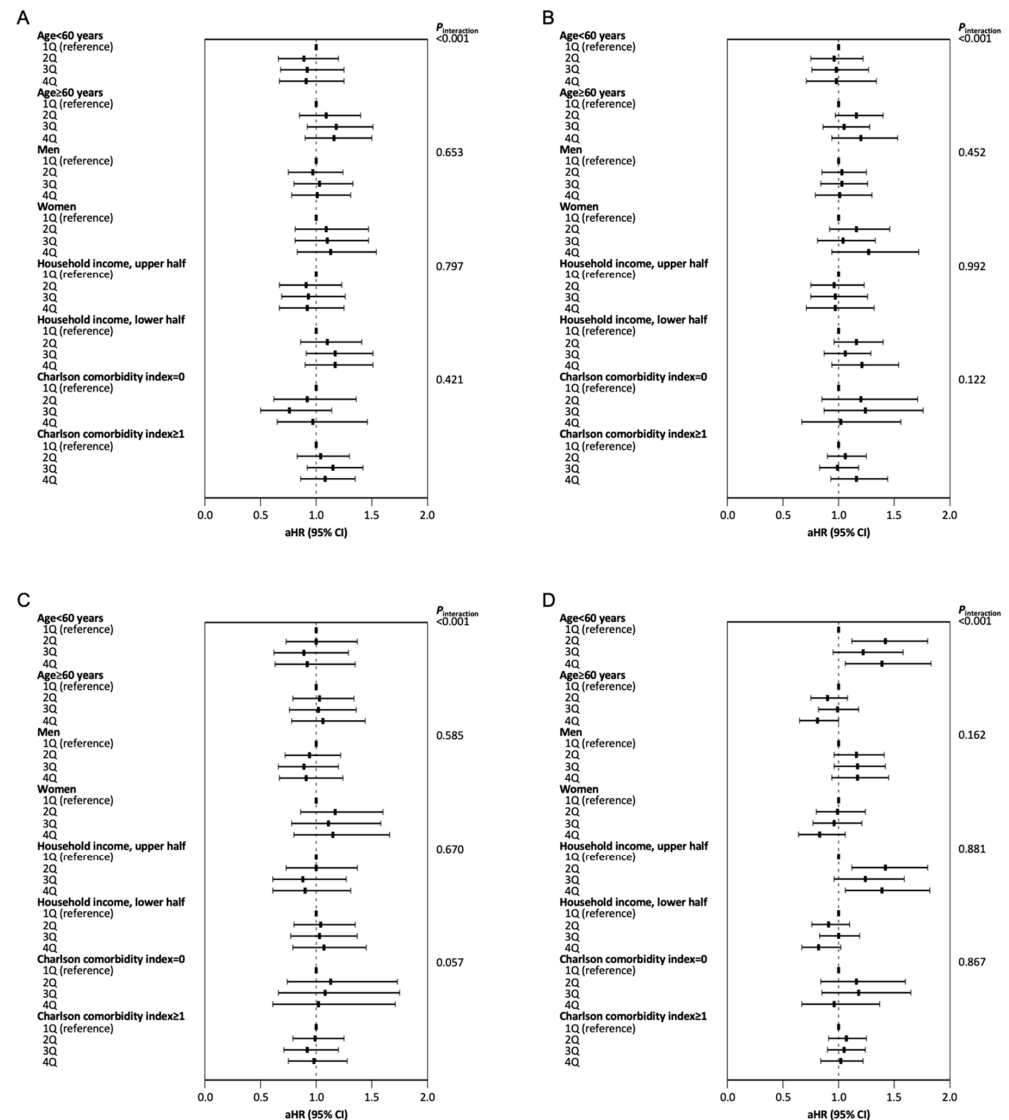 A
P interaction
Age<60 years
<0.001
1Q (reference)
2Q
3Q
4Q
Age≥60 years
1Q (reference)
2Q
3Q
4Q
Men
0.653
1Q (reference)
2Q
3Q
4Q
Women
1Q (reference)
2Q
3Q
4Q
Household income, upper half
0.797
1Q (reference)
2Q
3Q
4Q
Household income, lower half
1Q (reference)
2Q
3Q
4Q
Charlson comorbidity index=0
0.421
1Q (reference)
2Q
3Q
4Q
Charlson comorbidity index≥1
1Q (reference)
2Q
3Q
4Q
0.0 0.5 1.0 1.5 2.0
aHR (95% CI)
B
P interaction
Age<60 years
<0.001
1Q (reference)
2Q
3Q
4Q
Age≥60 years
1Q (reference)
2Q
3Q
4Q
Men
0.452
1Q (reference)
2Q
3Q
4Q
Women
1Q (reference)
2Q
3Q
4Q
Household income, upper half
0.992
1Q (reference)
2Q
3Q
4Q
Household income, lower half
1Q (reference)
2Q
3Q
4Q
Charlson comorbidity index=0
0.122
1Q (reference)
2Q
3Q
4Q
Charlson comorbidity index≥1
1Q (reference)
2Q
3Q
4Q
0.0 0.5 1.0 1.5 2.0
aHR (95% CI)
C
P interaction
Age<60 years
<0.001
1Q (reference)
2Q
3Q
4Q
Age≥60 years
1Q (reference)
2Q
3Q
4Q
Men
0.585
1Q (reference)
2Q
3Q
4Q
Women
1Q (reference)
2Q
3Q
4Q
Household income, upper half
0.670
1Q (reference)
2Q
3Q
4Q
Household income, lower half
1Q (reference)
2Q
3Q
4Q
Charlson comorbidity index=0
0.057
1Q (reference)
2Q
3Q
4Q
Charlson comorbidity index≥1
1Q (reference)
2Q
3Q
4Q
0.0 0.5 1.0 1.5 2.0
aHR (95% CI)
D
P interaction
Age<60 years
<0.001
1Q (reference)
2Q
3Q
4Q
Age≥60 years
1Q (reference)
2Q
3Q
4Q
Men
0.162
1Q (reference)
2Q
3Q
4Q
Women
1Q (reference)
2Q
3Q
4Q
Household income, upper half
0.881
1Q (reference)
2Q
3Q
4Q
Household income, lower half
1Q (reference)
2Q
3Q
4Q
Charlson comorbidity index=0
0.867
1Q (reference)
2Q
3Q
4Q
Charlson comorbidity index≥1
1Q (reference)
2Q
3Q
4Q
0.0 0.5 1.0 1.5 2.0
aHR (95% CI)